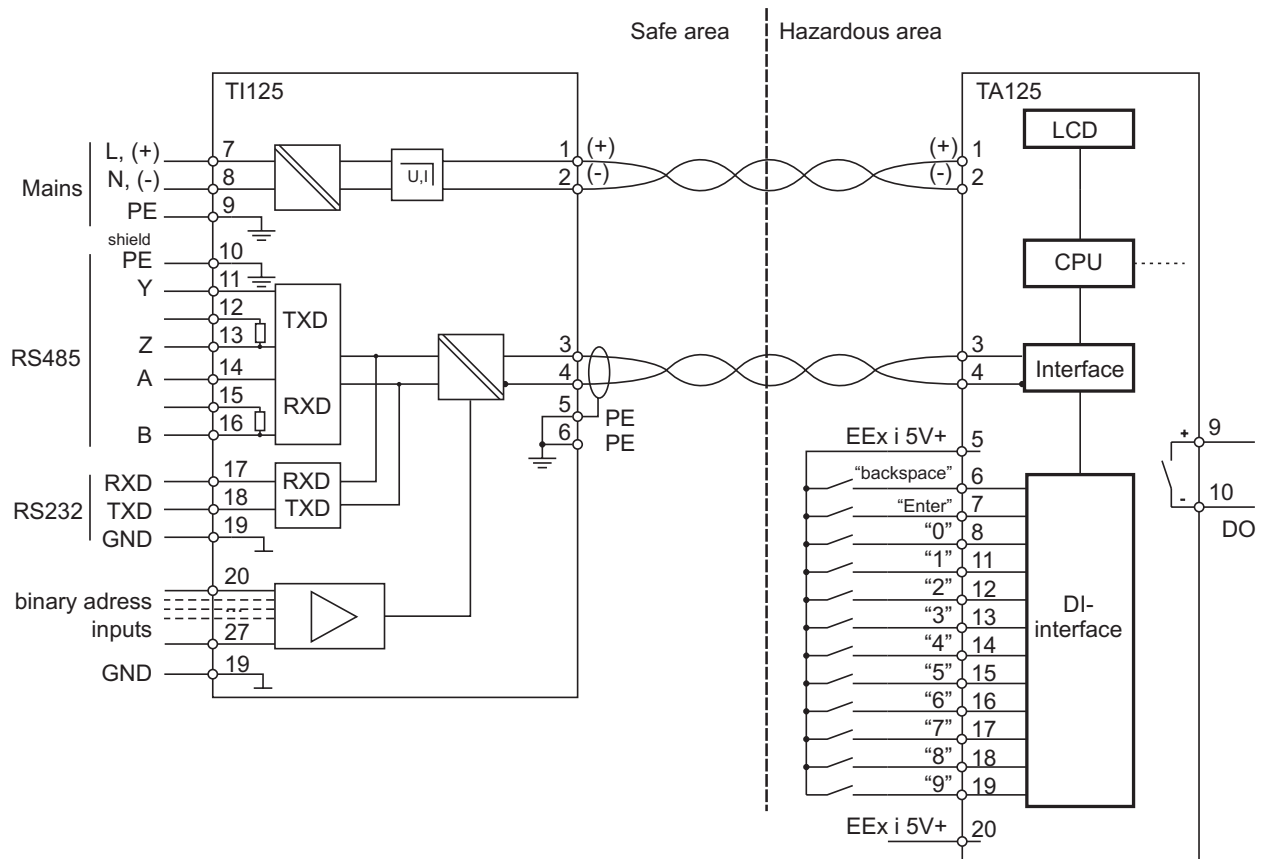 Safe area
Hazardous area
TI125
TA125
Mains
L, (+)
N, (-)
PE
7
8
9
U,I
1 (+)
2 (-)
(+) 1
(-) 2
LCD
CPU
Interface
DI-
interface
RS485
shield
PE
Y
Z
A
B
10
11
12
13
14
15
16
TXD
RXD
3
4
5 PE
6 PE
3
4
RS232
RXD
TXD
GND
17
18
19
RXD
TXD
binary adress
inputs
20
27
GND
19
EEx i 5V+ 5
“backspace” 6
“Enter” 7
“0” 8
“1” 11
“2” 12
“3” 13
“4” 14
“5” 15
“6” 16
“7” 17
“8” 18
“9” 19
EEx i 5V+ 20
+ 9
- 10
DO